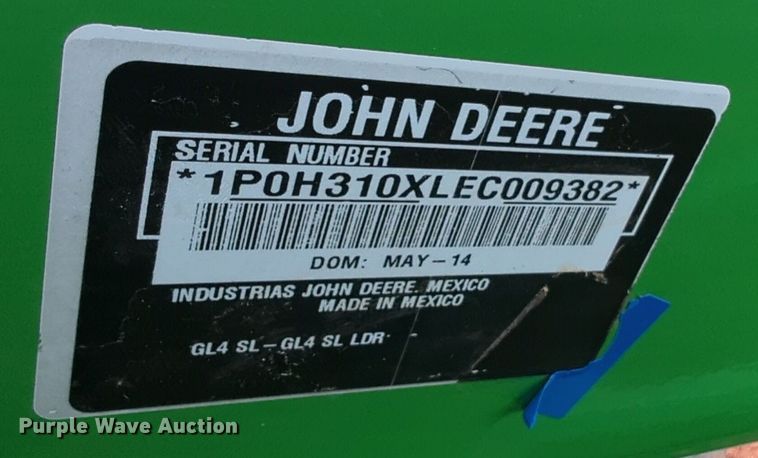 JOHN DEERE
SERIAL NUMBER
*1P0H310XLEC009382*
DOM: MAY-14
INDUSTRIAS JOHN DEERE, MEXICO
MADE IN MEXICO
GL4 SL-GL4 SL LDR
Purple Wave Auction